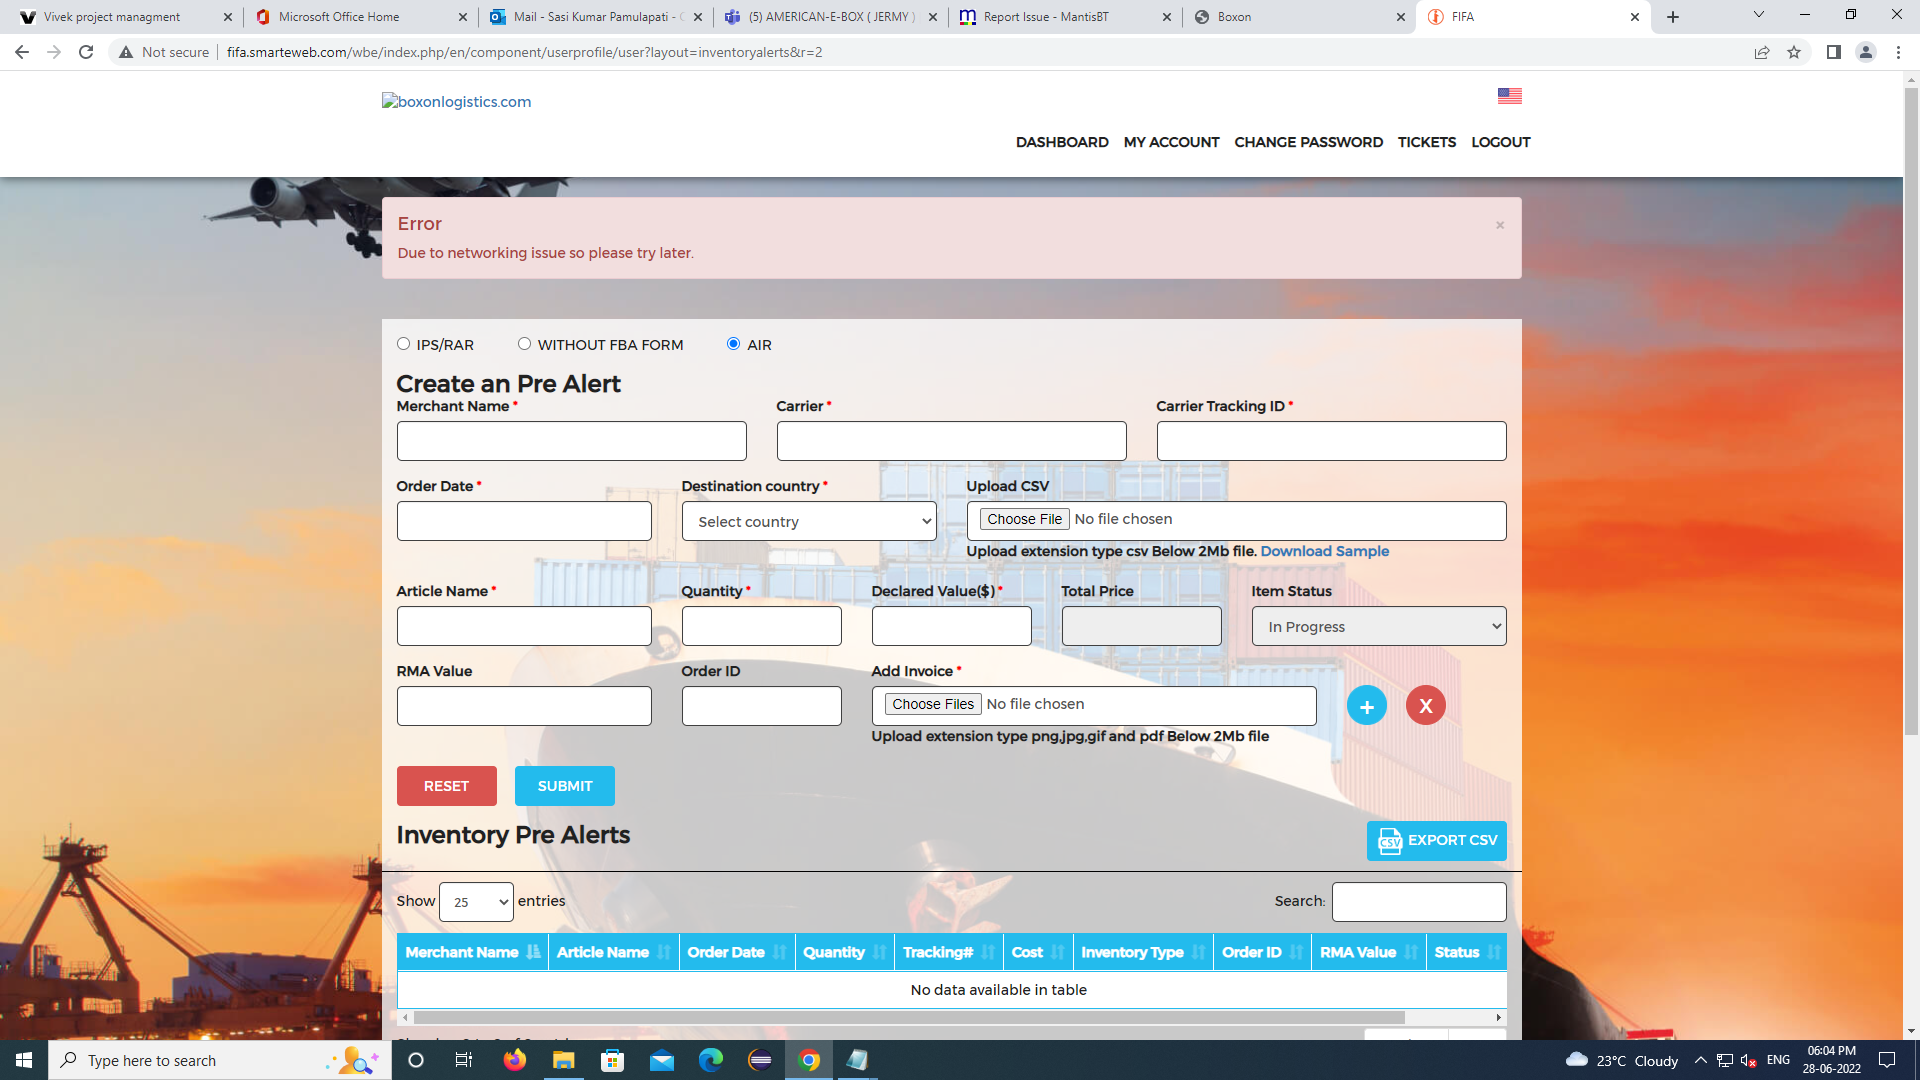 Vivek project managment
Microsoft Office Home
Mail - Sasi Kumar Pamulapati -
(5) AMERICAN-E-BOX ( JERMY )
Report Issue - MantisBT
Boxon
FIFA
Not secure
fifa.smarteweb.com/wbe/index.php/en/component/userprofile/user?layout=inventoryalerts&r=2
boxonlogistics.com
DASHBOARD MY ACCOUNT CHANGE PASSWORD TICKETS LOGOUT
Error
×
Due to networking issue so please try later.
IPS/RAR WITHOUT FBA FORM AIR
Create an Pre Alert
Merchant Name * Carrier * Carrier Tracking ID *
Order Date * Destination country * Upload CSV
Select country
Choose File No file chosen
Upload extension type csv Below 2Mb file. Download Sample
Article Name * Quantity * Declared Value($) * Total Price Item Status
In Progress
RMA Value Order ID Add Invoice *
Choose Files No file chosen
+ X
Upload extension type png,jpg,gif and pdf Below 2Mb file
RESET SUBMIT
Inventory Pre Alerts
CSV EXPORT CSV
Show 25 entries Search:
Merchant Name Article Name Order Date Quantity Tracking# Cost Inventory Type Order ID RMA Value Status
No data available in table
Type here to search
23°C Cloudy
ENG
06:04 PM
28-06-2022